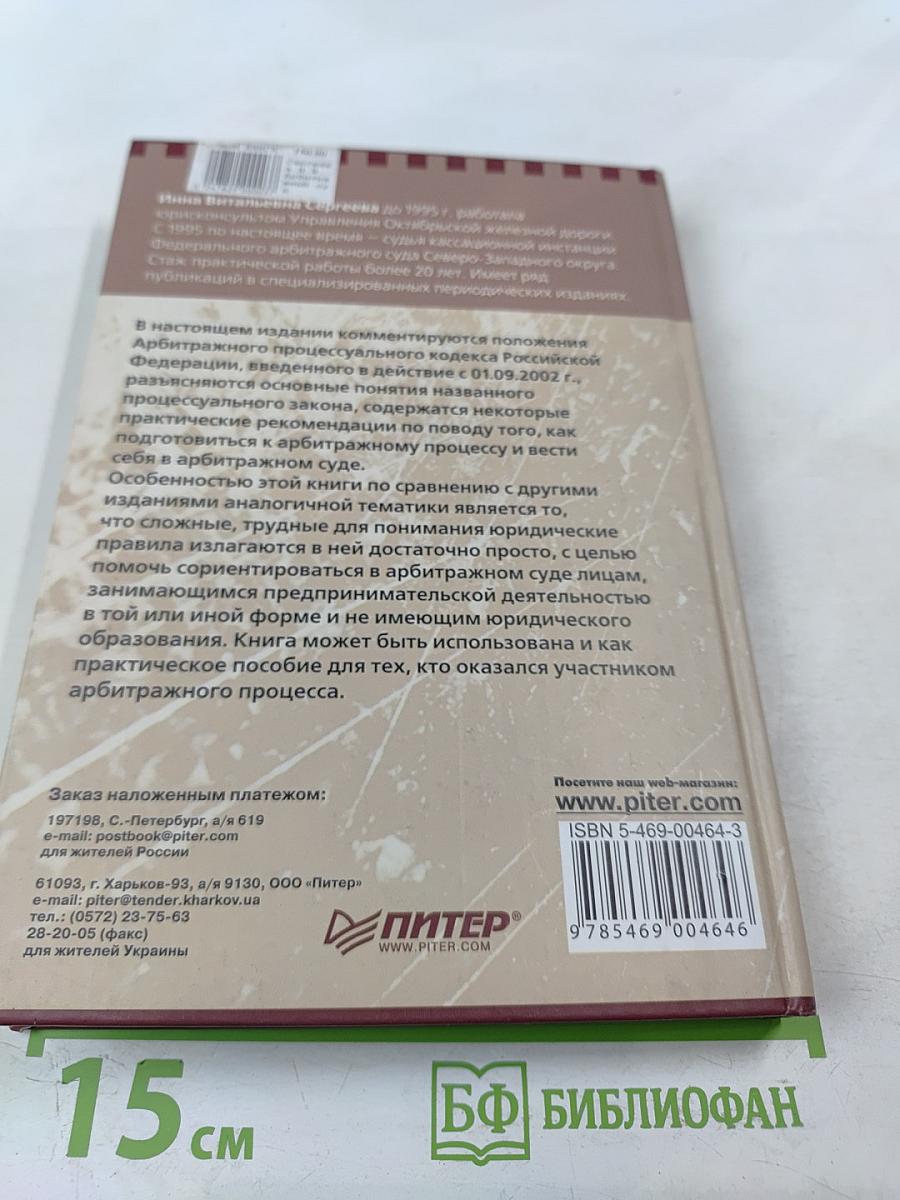 Инна Витальевна Сергеева до 1995 г. работала
юрисконсультом Управления Октябрьской железной дороги.
С 1995 по настоящее время – судья кассационной инстанции
Федерального арбитражного суда Северо-Западного округа.
Стаж практической работы более 20 лет. Имеет ряд
публикаций в специализированных периодических изданиях.
В настоящем издании комментируются положения
Арбитражного процессуального кодекса Российской
Федерации, введенного в действие с 01.09.2002 г.,
разъясняются основные понятия названного
процессуального закона, содержатся некоторые
практические рекомендации по поводу того, как
подготовиться к арбитражному процессу и вести
себя в арбитражном суде.
Особенностью этой книги по сравнению с другими
изданиями аналогичной тематики является то,
что сложные, трудные для понимания юридические
правила излагаются в ней достаточно просто, с целью
помочь сориентироваться в арбитражном суде лицам,
занимающимся предпринимательской деятельностью
в той или иной форме и не имеющим юридического
образования. Книга может быть использована и как
практическое пособие для тех, кто оказался участником
арбитражного процесса.
Заказ наложенным платежом:
197198, С.-Петербург, а/я 619
e-mail: postbook@piter.com
для жителей России
61093, г. Харьков-93, а/я 9130, ООО «Питер»
e-mail: piter@tender.kharkov.ua
тел.: (0572) 23-75-63
28-20-05 (факс)
для жителей Украины
ПИТЕР®
WWW.PITER.COM
Посетите наш web-магазин:
www.piter.com
ISBN 5-469-00464-3
9 785469 004646
15 см
БФ БИБЛИОФАН